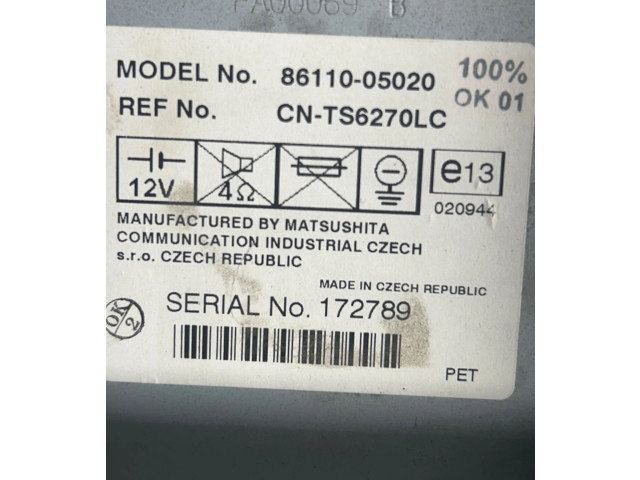 PA00089 B
MODEL No. 86110-05020
100%
OK 01
REF No. CN-TS6270LC
12V
4Ω
e13
020944
MANUFACTURED BY MATSUSHITA
COMMUNICATION INDUSTRIAL CZECH
s.r.o. CZECH REPUBLIC
MADE IN CZECH REPUBLIC
OK
2
SERIAL No. 172789
PET